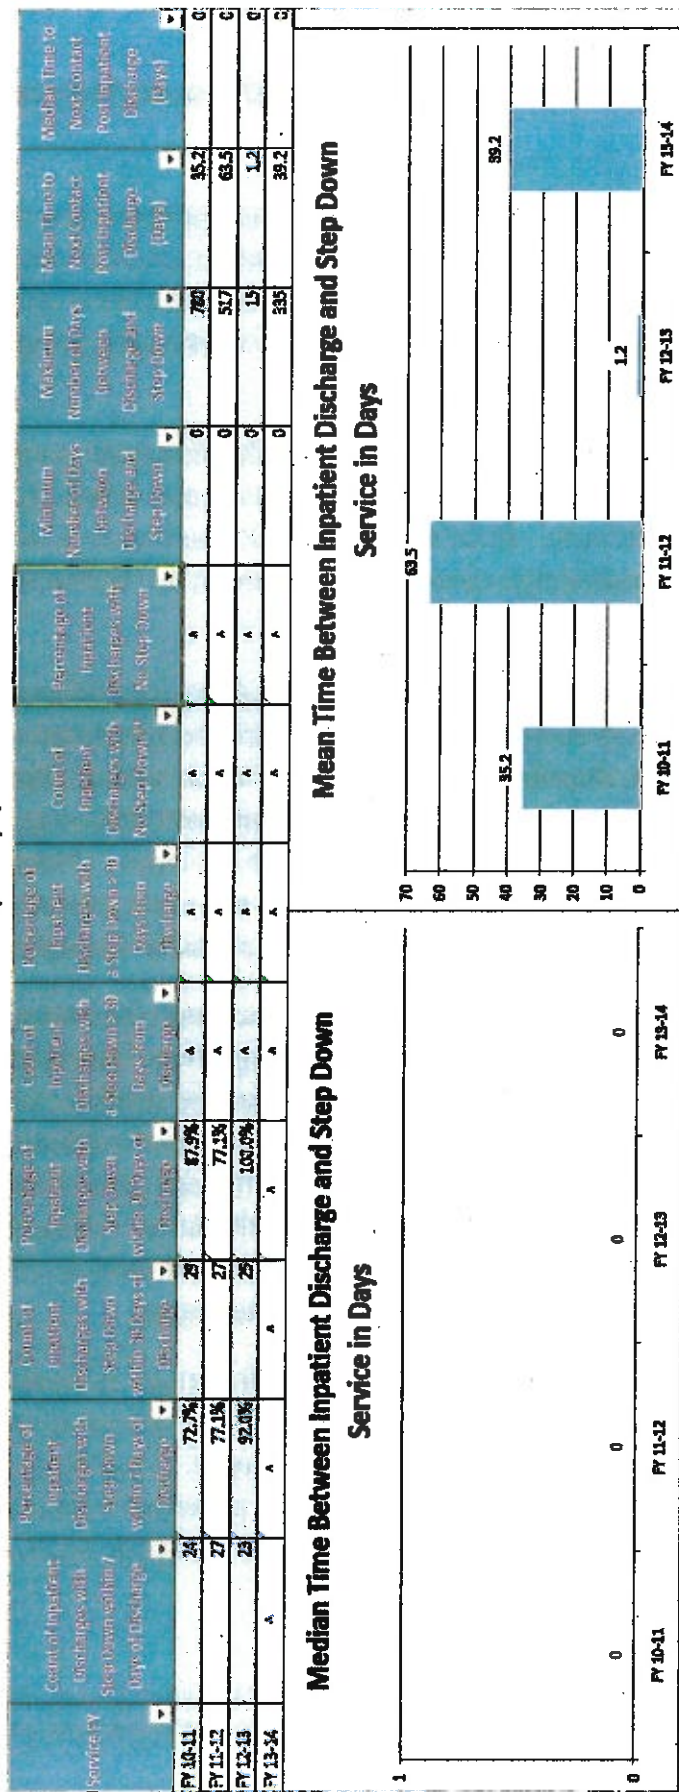 Service FY
Count of Inpatient
Discharges with
Step Down within 7
Days of Discharge
Percentage of
Inpatient
Discharges with
Step Down
within 7 Days of
Discharge
Count of
Inpatient
Discharges with
Step Down
within 30 Days of
Discharge
Percentage of
Inpatient
Discharges with
Step Down
within 30 Days of
Discharge
Count of
Inpatient
Discharges with
a Step Down > 30
Days from
Discharge
Percentage of
Inpatient
Discharges with
a Step Down > 30
Days from
Discharge
Count of
Inpatient
Discharges with
No Step Down
Percentage of
Inpatient
Discharges with
No Step Down
Minimum
Number of Days
between
Discharge and
Step Down
Maximum
Number of Days
between
Discharge and
Step Down
Mean Time to
Next Contact
Post Inpatient
Discharge
(Days)
Median Time to
Next Contact
Post Inpatient
Discharge
(Days)
FY 10-11 24 72.7% 29 87.9% ^ ^ ^ ^ 0 780 35.2 0
FY 11-12 27 77.1% 27 77.1% ^ ^ ^ ^ 0 517 63.5 0
FY 12-13 23 92.0% 25 100.0% ^ ^ ^ ^ 0 15 1.2 0
FY 13-14 ^ ^ ^ ^ ^ ^ ^ ^ 0 335 39.2 0
Median Time Between Inpatient Discharge and Step Down
Service in Days
1
0
0 0 0 0
FY 10-11 FY 11-12 FY 12-13 FY 13-14
Mean Time Between Inpatient Discharge and Step Down
Service in Days
70
60
50
40
30
20
10
0
35.2 63.5 1.2 39.2
FY 10-11 FY 11-12 FY 12-13 FY 13-14